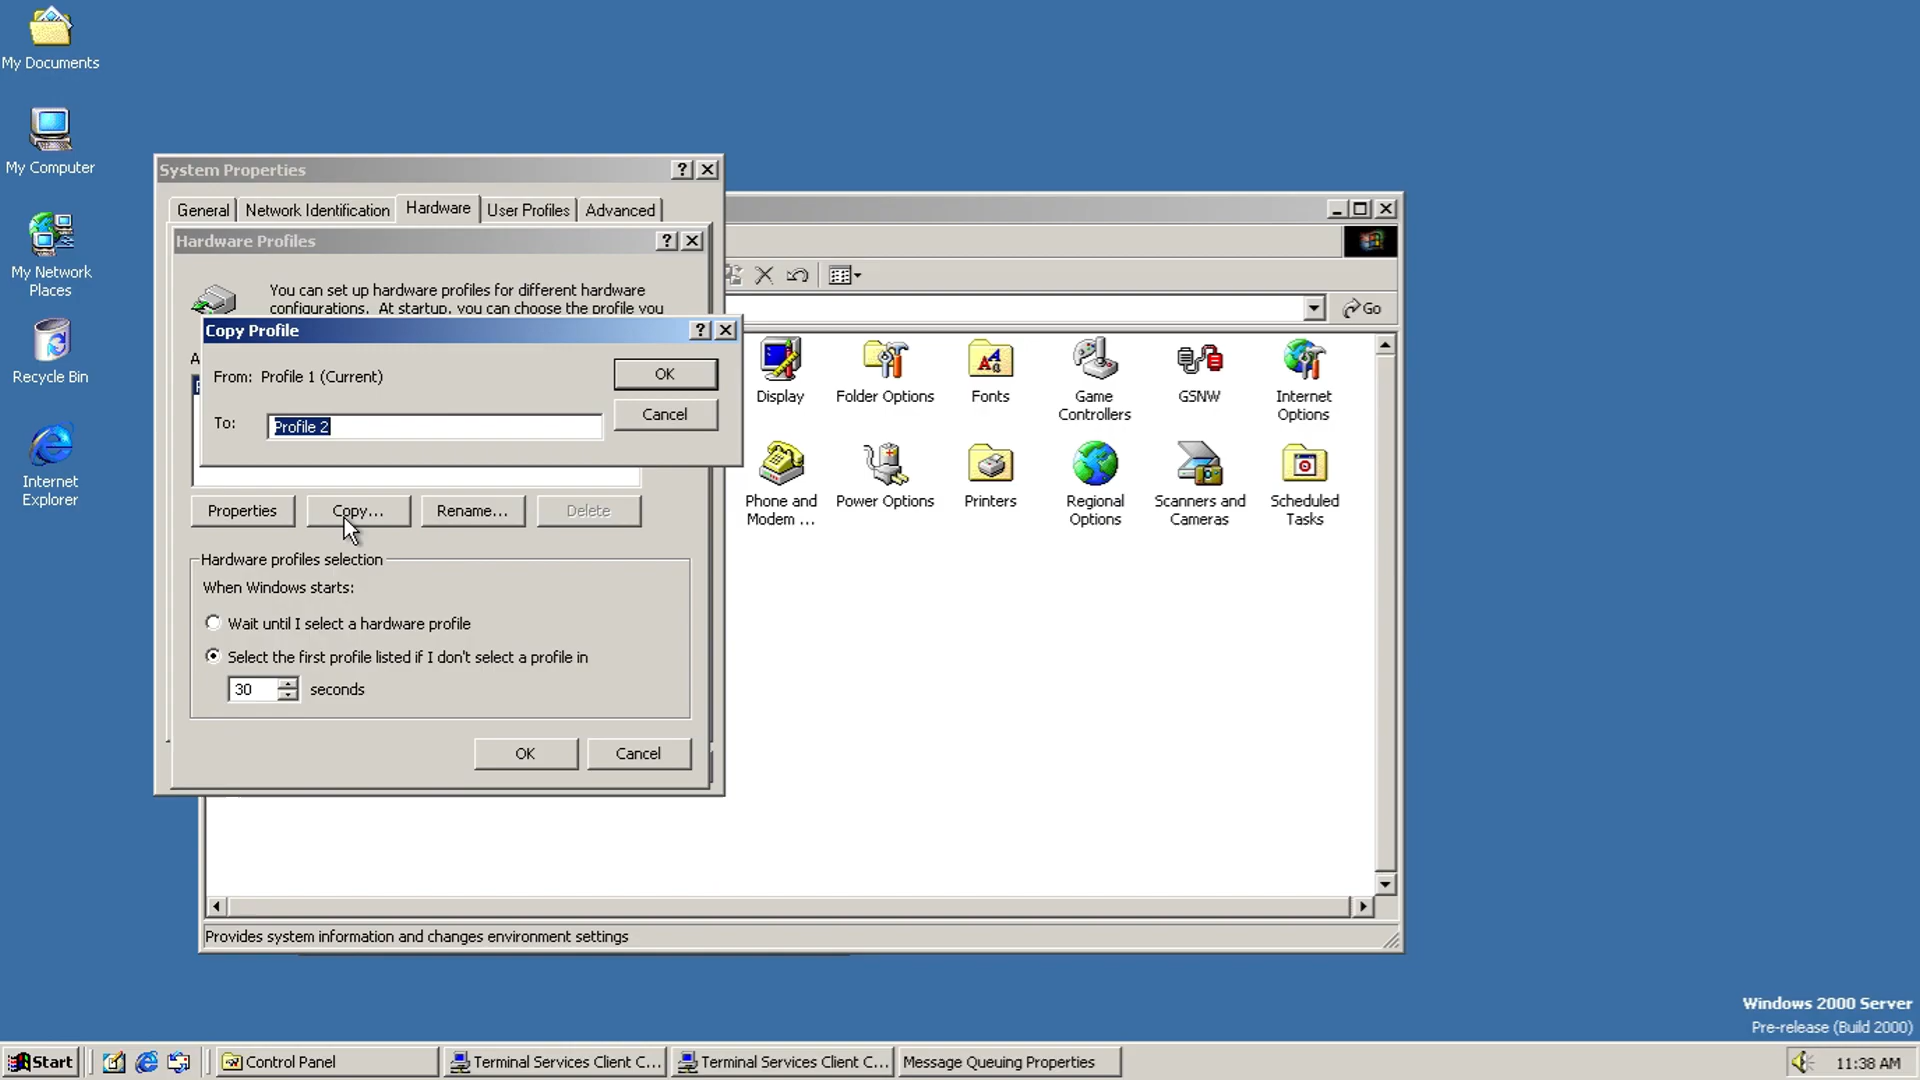 My Documents
My Computer
My Network
Places
Recycle Bin
Internet
Explorer
System Properties
General
Network Identification
Hardware
User Profiles
Advanced
Hardware Profiles
You can set up hardware profiles for different hardware
configurations. At startup, you can choose the profile you
Copy Profile
From: Profile 1 (Current)
To: Profile 2
OK
Cancel
Properties
Copy...
Rename...
Delete
Hardware profiles selection
When Windows starts:
Wait until I select a hardware profile
Select the first profile listed if I don't select a profile in
30 seconds
OK
Cancel
Go
Display
Folder Options
Fonts
Game
Controllers
GSNW
Internet
Options
Phone and
Modem ...
Power Options
Printers
Regional
Options
Scanners and
Cameras
Scheduled
Tasks
Provides system information and changes environment settings
Windows 2000 Server
Pre-release (Build 2000)
Start
Control Panel
Terminal Services Client C...
Terminal Services Client C...
Message Queuing Properties
11:38 AM